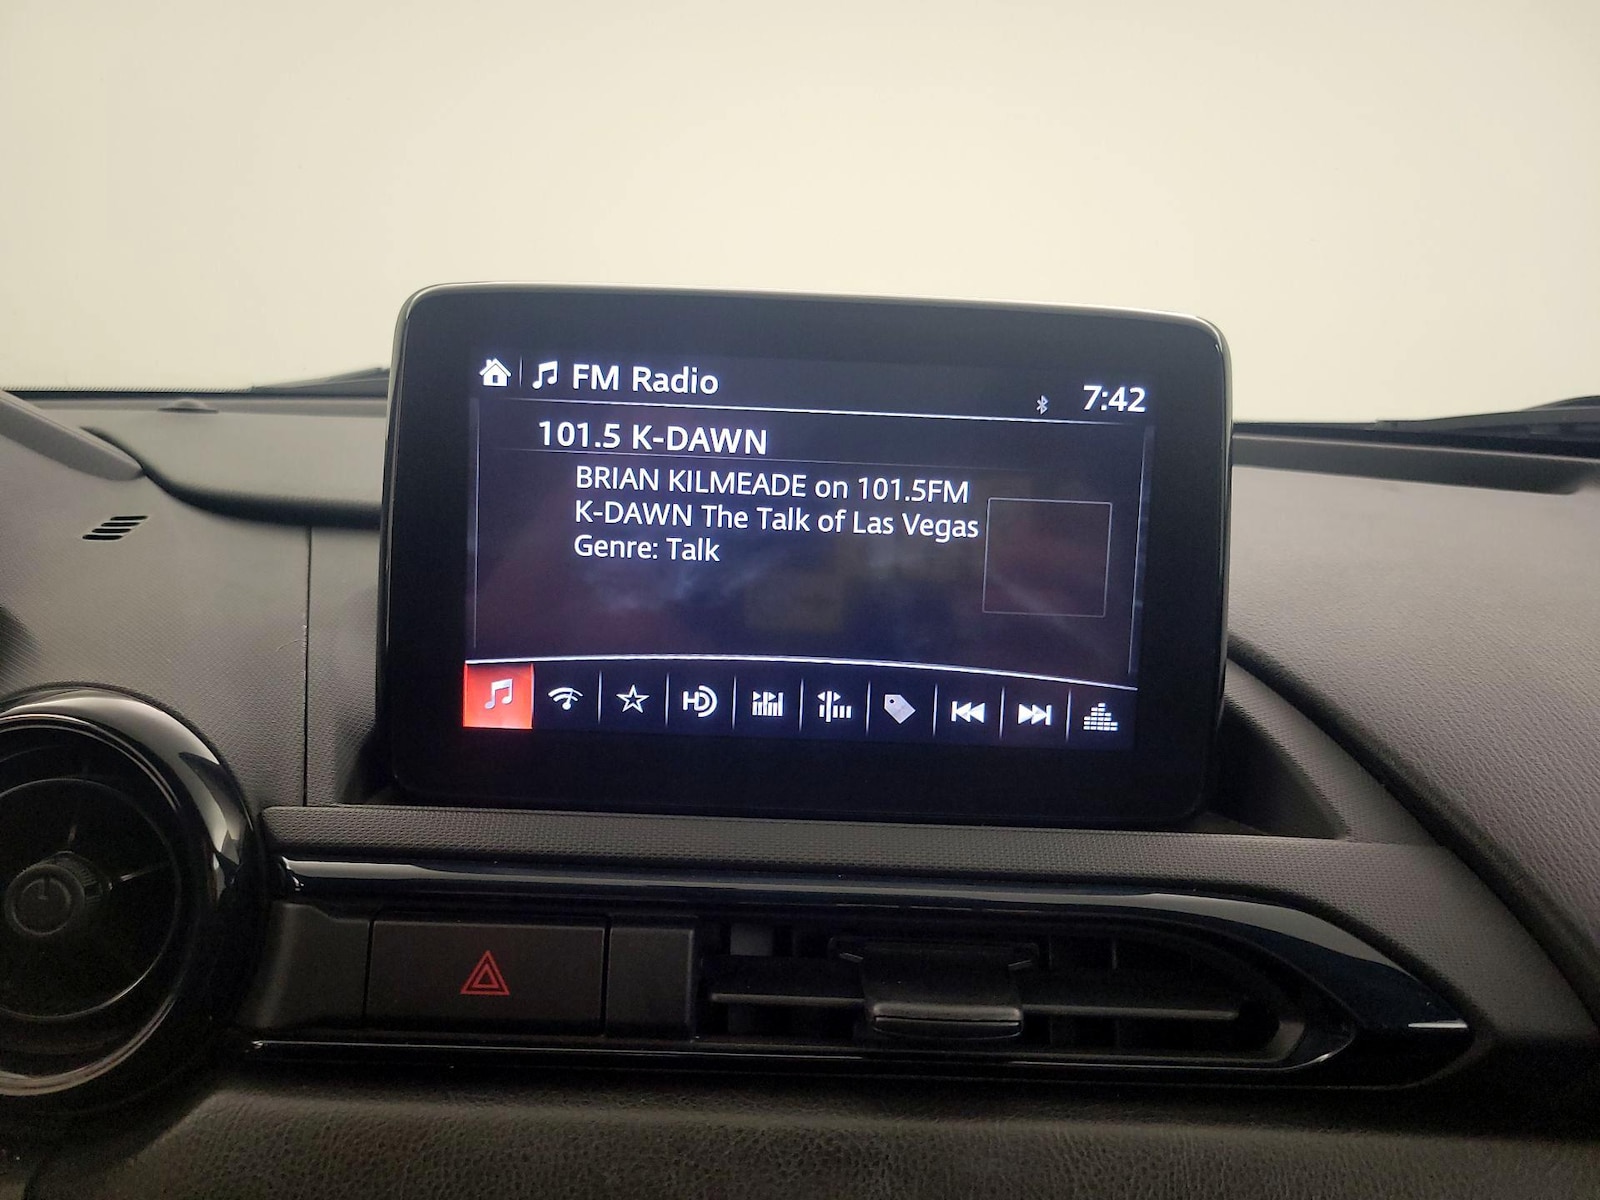 FM Radio
7:42
101.5 K-DAWN
BRIAN KILMEADE on 101.5FM
K-DAWN The Talk of Las Vegas
Genre: Talk
HD